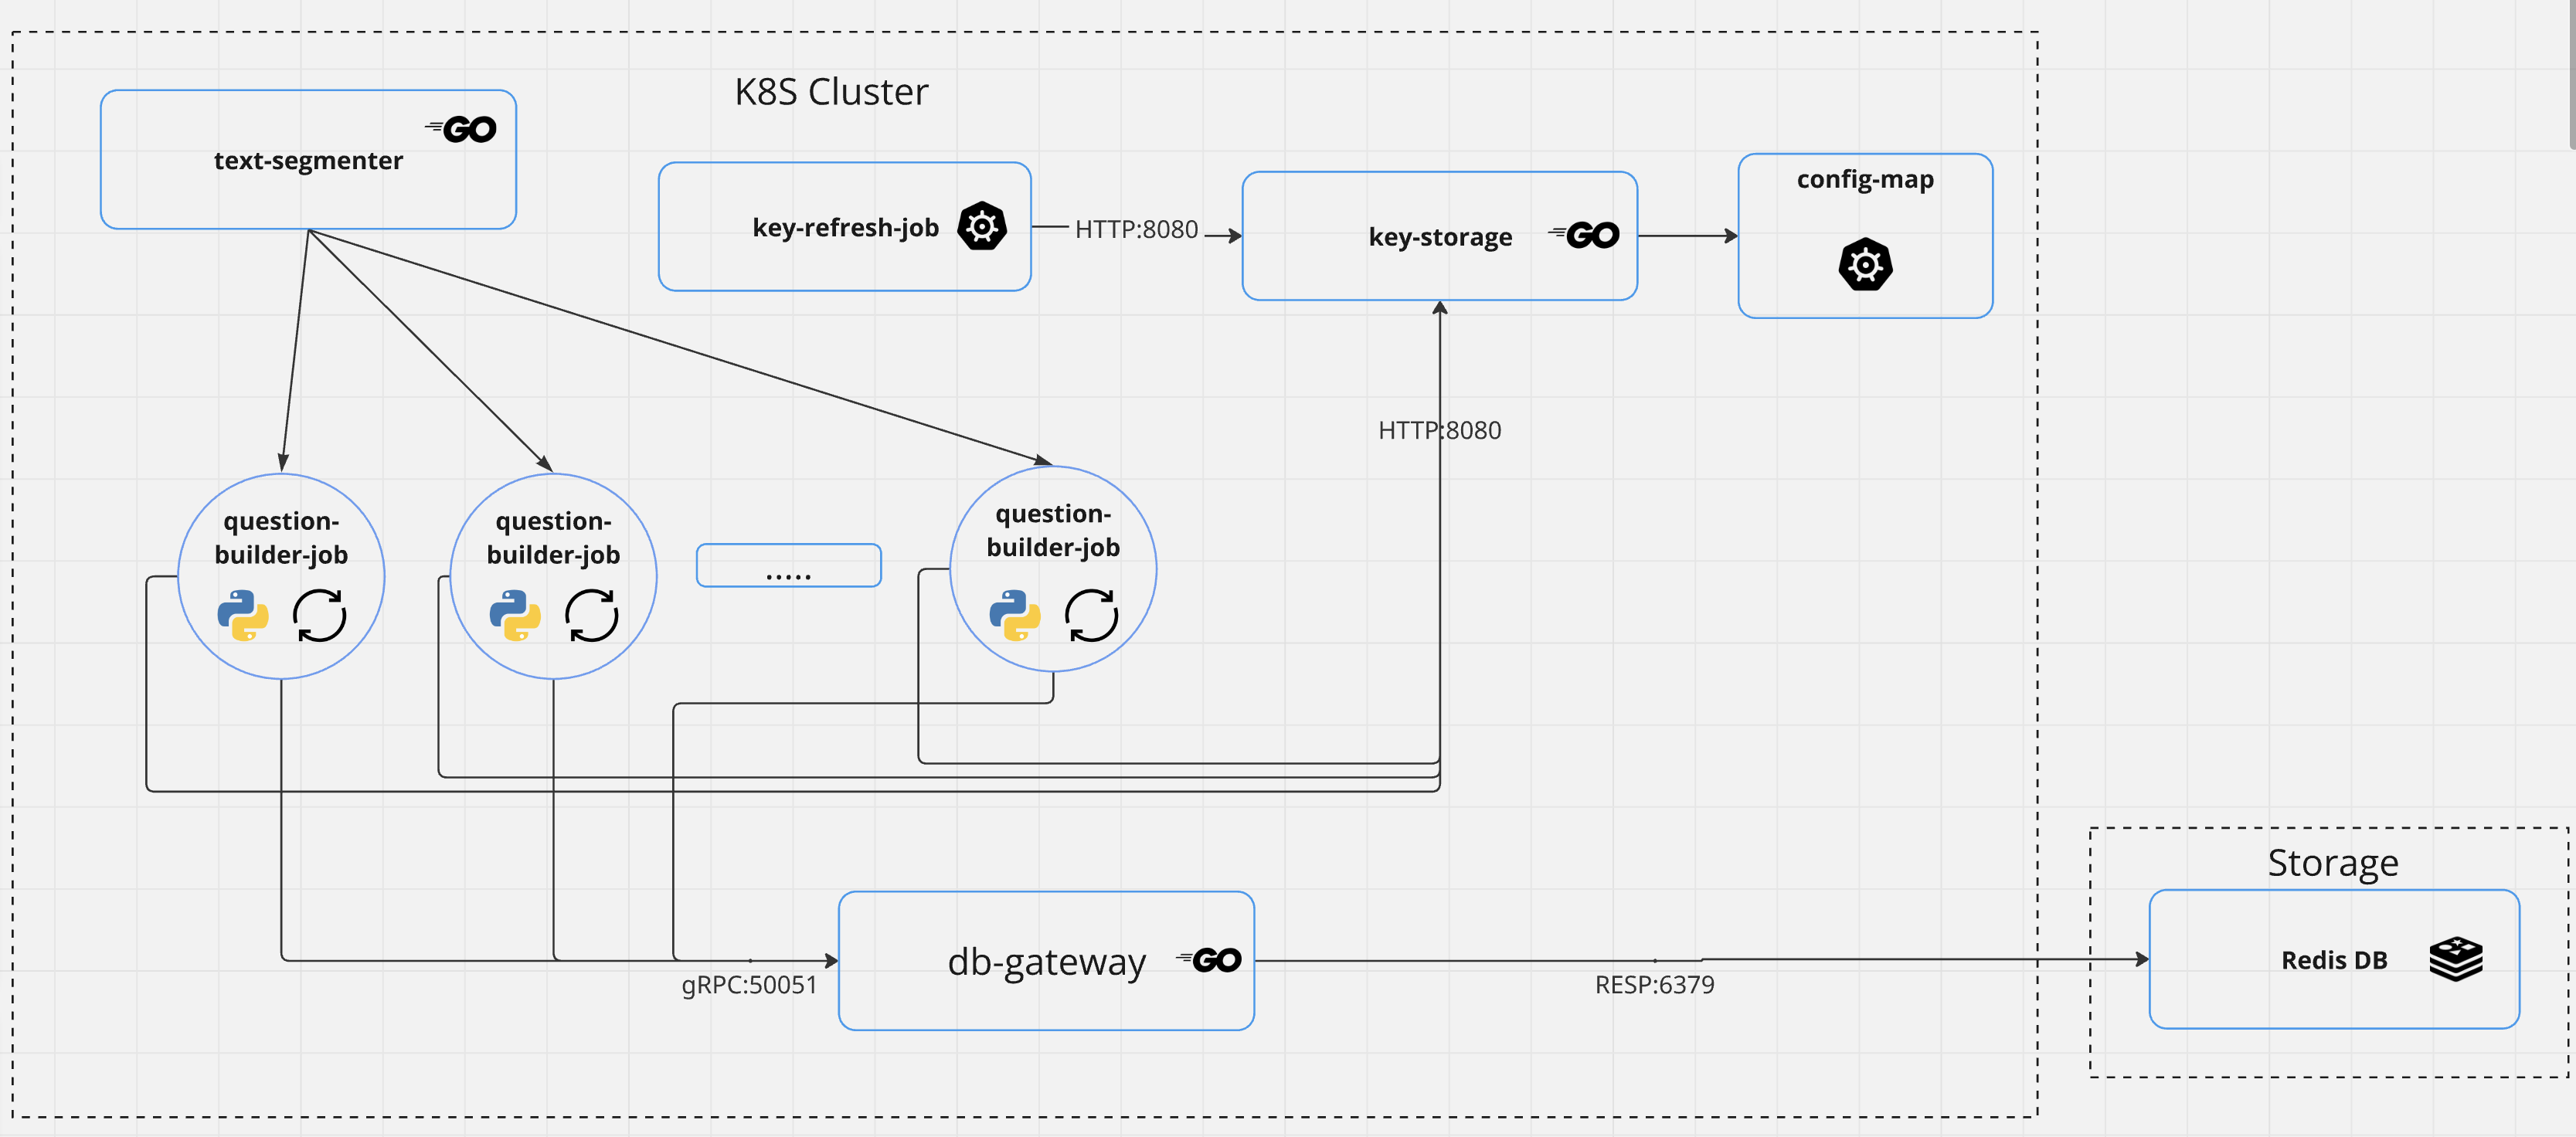 K8S Cluster
text-segmenter
GO
key-refresh-job
HTTP:8080
key-storage
GO
config-map
HTTP:8080
question-
builder-job
question-
builder-job
.....
question-
builder-job
db-gateway
GO
gRPC:50051
RESP:6379
Storage
Redis DB